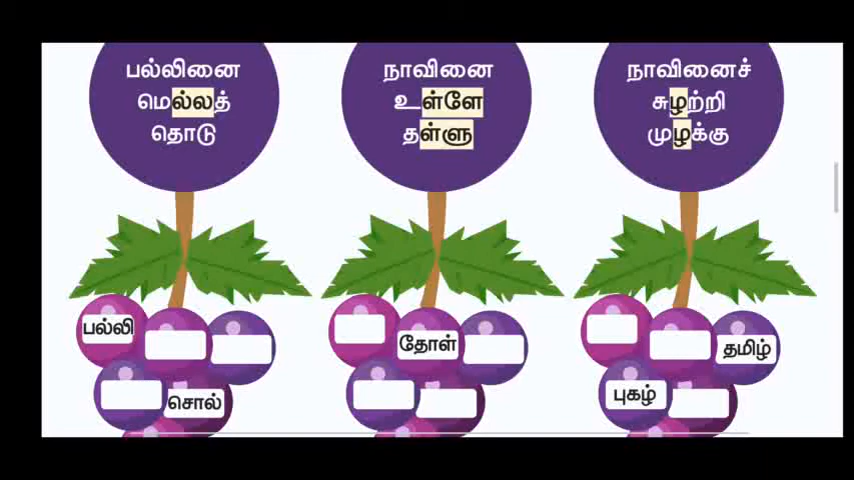 பல்லினை
மெல்லத்
தொடு
நாவினை
உள்ளே
தள்ளு
நாவினைச்
சுழற்றி
முழக்கு
பல்லி
சொல்
தோள்
தமிழ்
புகழ்